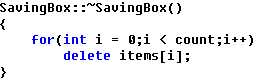 SavingBox::~SavingBox()
{
    for(int i = 0;i < count;i++)
        delete items[i];
}